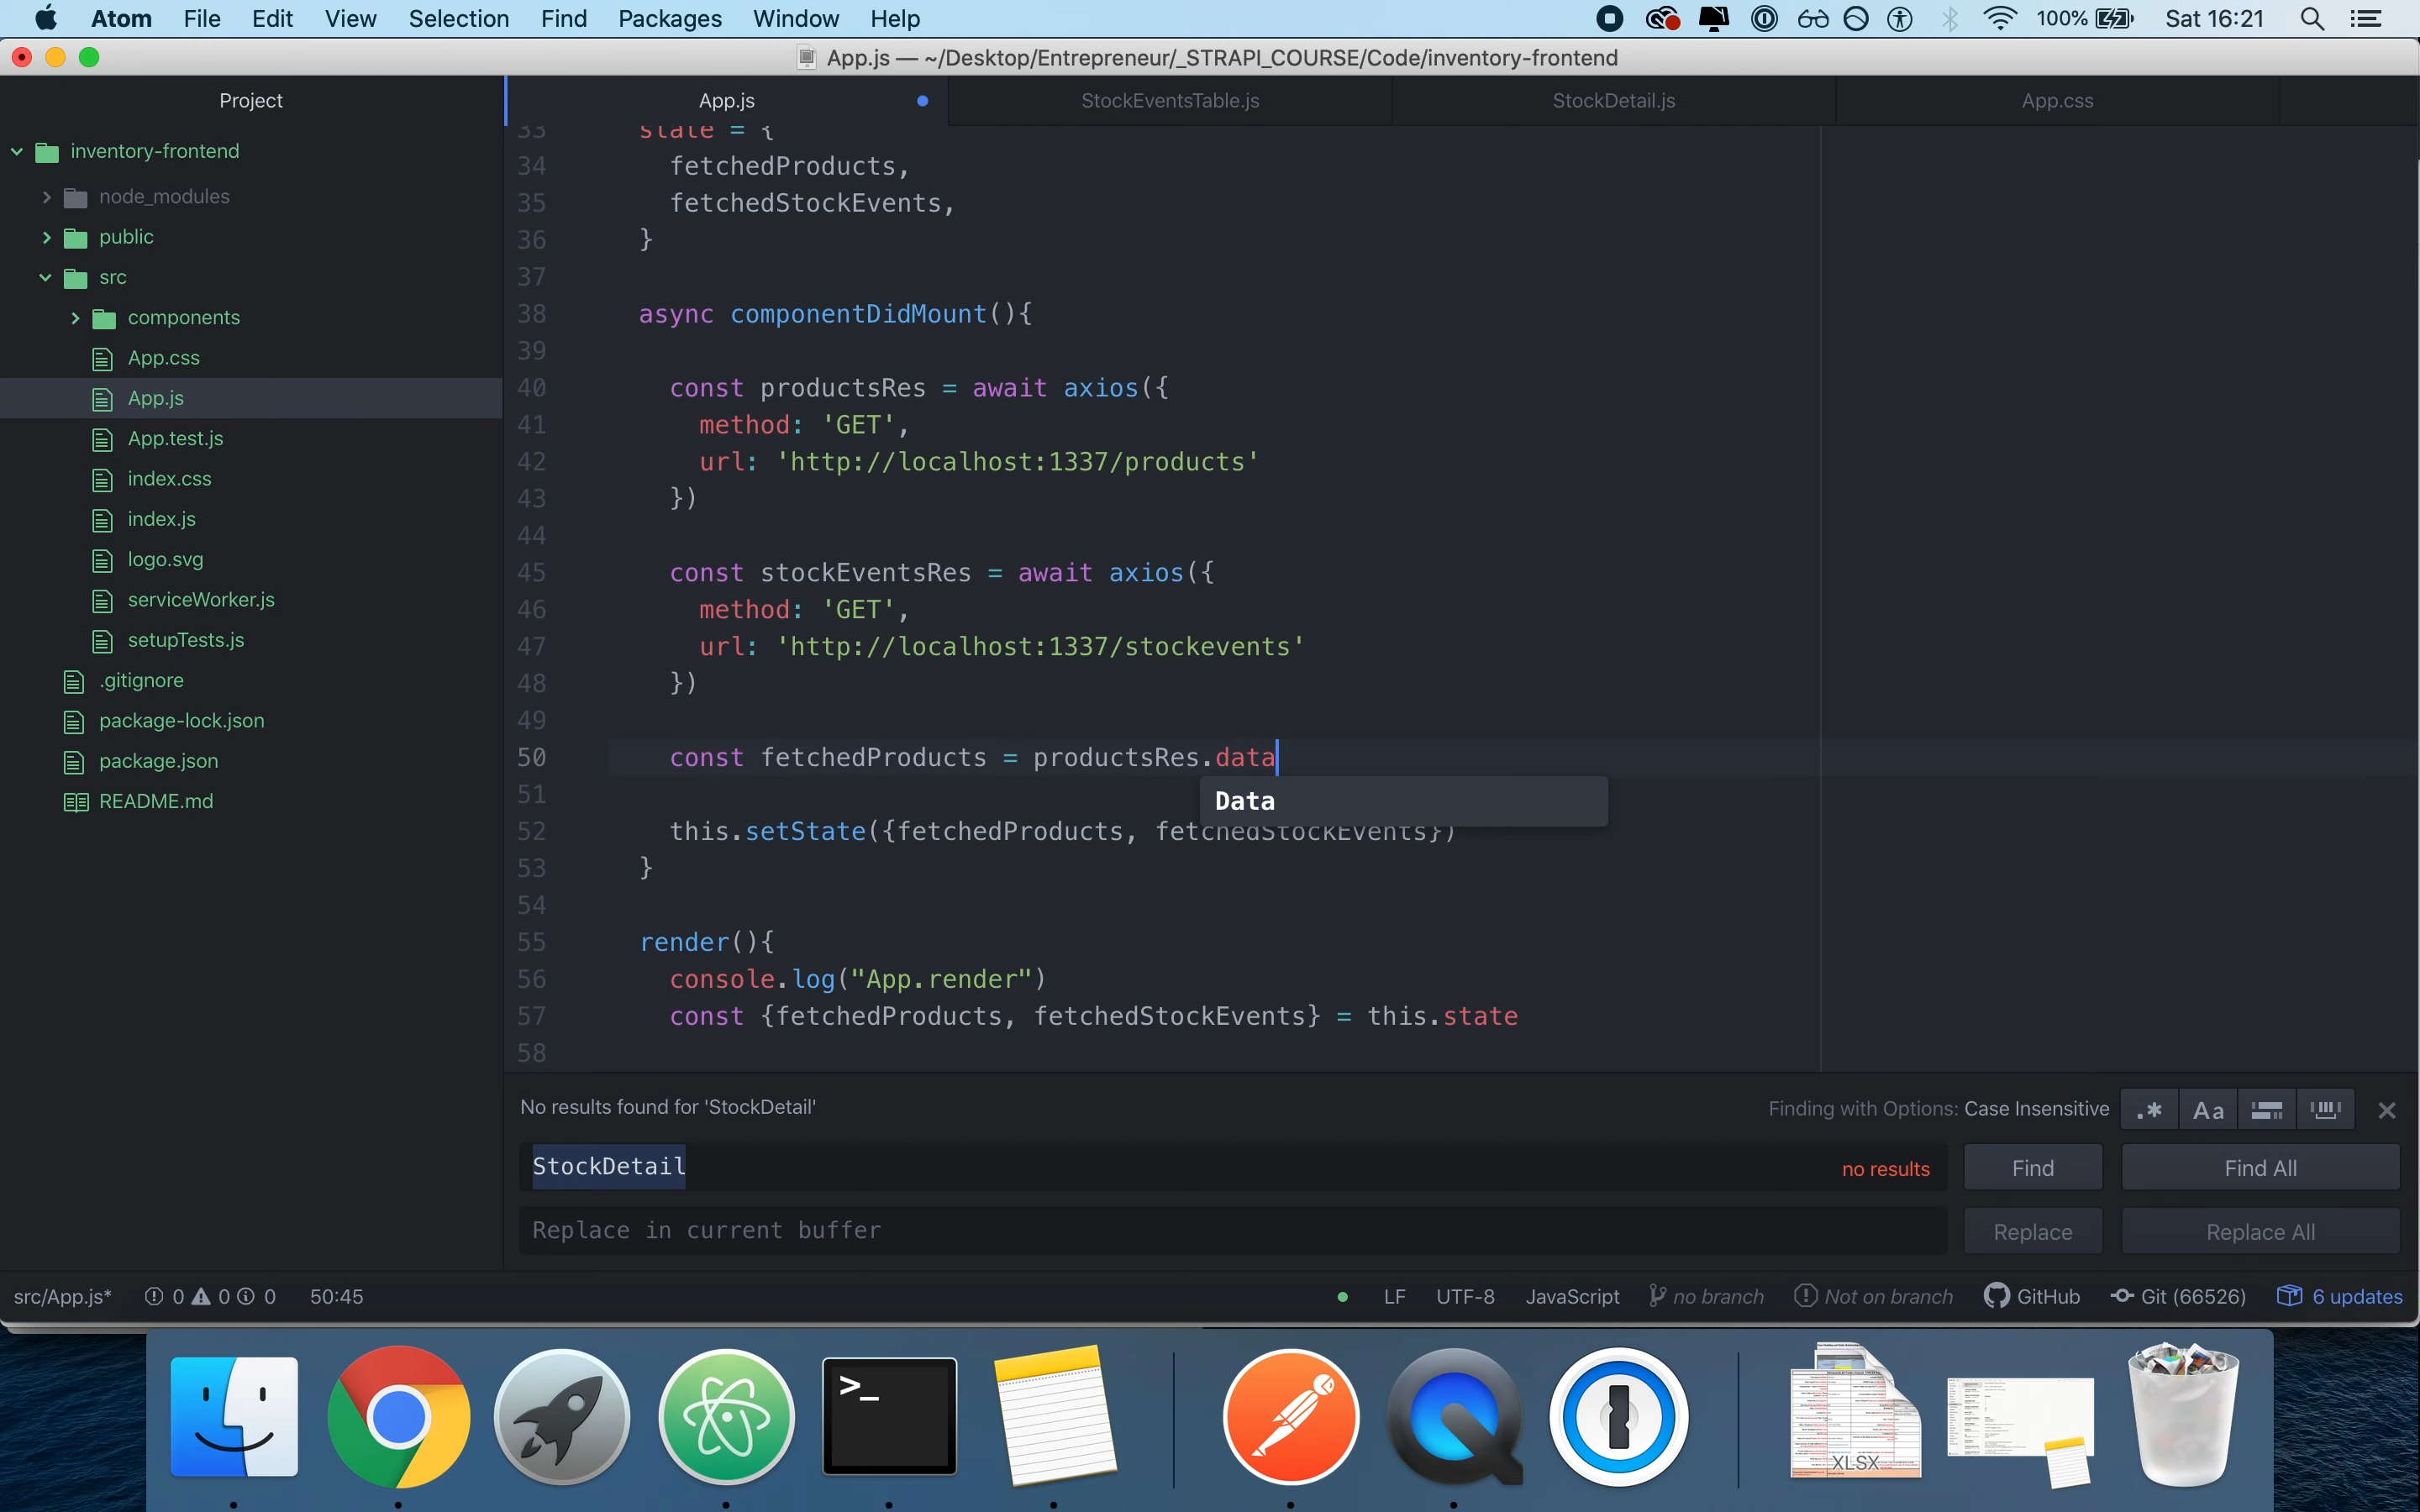 Atom File Edit View Selection Find Packages Window Help 100% Sat 16:21
App.js — ~/Desktop/Entrepreneur/_STRAPI_COURSE/Code/inventory-frontend
Project
App.js StockEventsTable.js StockDetail.js App.css
inventory-frontend
node_modules
public
src
components
App.css
App.js
App.test.js
index.css
index.js
logo.svg
serviceWorker.js
setupTests.js
.gitignore
package-lock.json
package.json
README.md
33 state = {
34 fetchedProducts,
35 fetchedStockEvents,
36 }
37
38 async componentDidMount(){
39
40 const productsRes = await axios({
41 method: 'GET',
42 url: 'http://localhost:1337/products'
43 })
44
45 const stockEventsRes = await axios({
46 method: 'GET',
47 url: 'http://localhost:1337/stockevents'
48 })
49
50 const fetchedProducts = productsRes.data
51
Data
52 this.setState({fetchedProducts, fetchedStockEvents})
53 }
54
55 render(){
56 console.log("App.render")
57 const {fetchedProducts, fetchedStockEvents} = this.state
58
No results found for 'StockDetail' Finding with Options: Case Insensitive .* Aa
StockDetail no results Find Find All
Replace in current buffer Replace Replace All
src/App.js* 0 0 0 50:45 LF UTF-8 JavaScript no branch Not on branch GitHub Git (66526) 6 updates
>_
XLSX